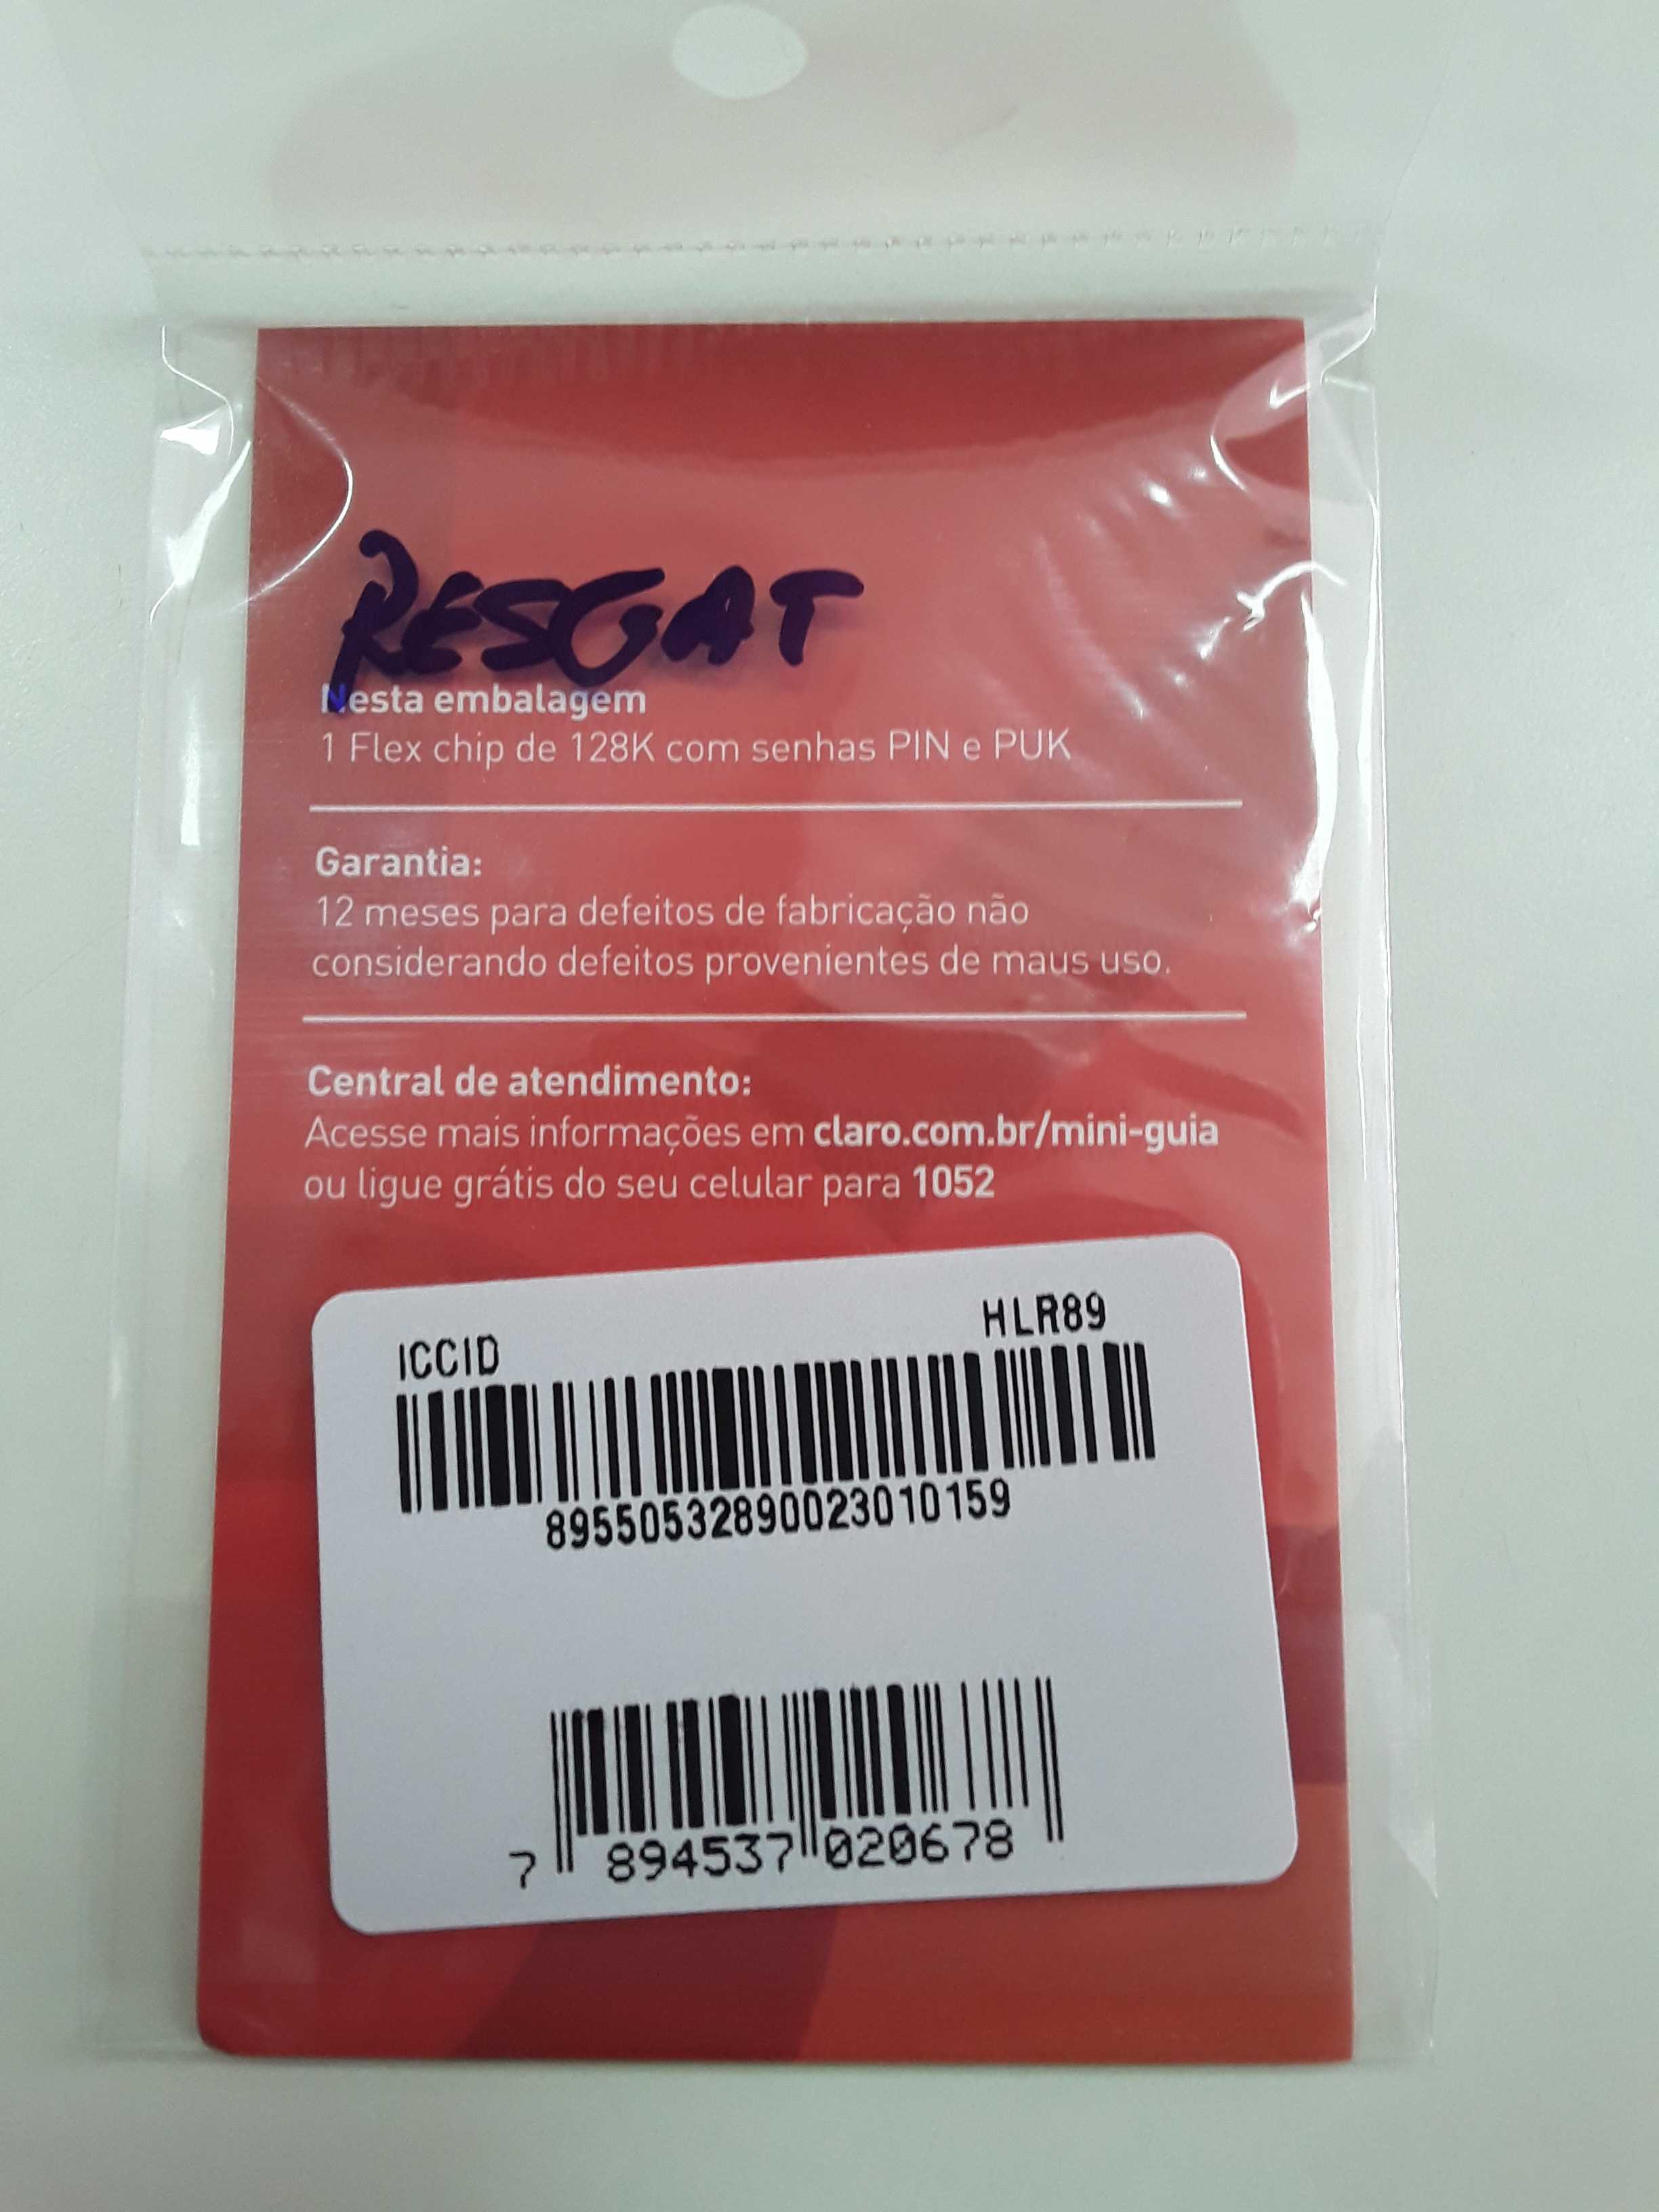 RESGAT
Nesta embalagem
1 Flex chip de 128K com senhas PIN e PUK
Garantia:
12 meses para defeitos de fabricação não
considerando defeitos provenientes de maus uso.
Central de atendimento:
Acesse mais informações em claro.com.br/mini-guia
ou ligue grátis do seu celular para 1052
ICCID HLR89
89550532890023010159
7 894537 020678